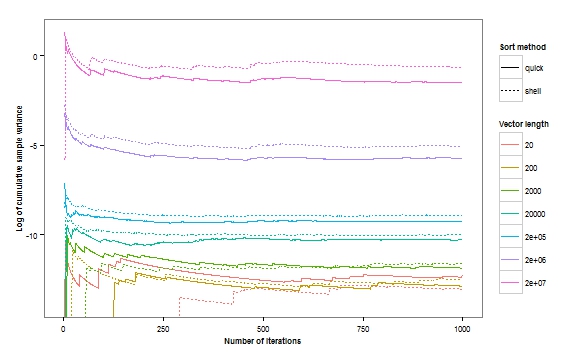 Log of cumulative sample variance
0
-5
-10
0
250
500
750
1000
Number of iterations
Sort method
quick
shell
Vector length
20
200
2000
20000
2e+05
2e+06
2e+07